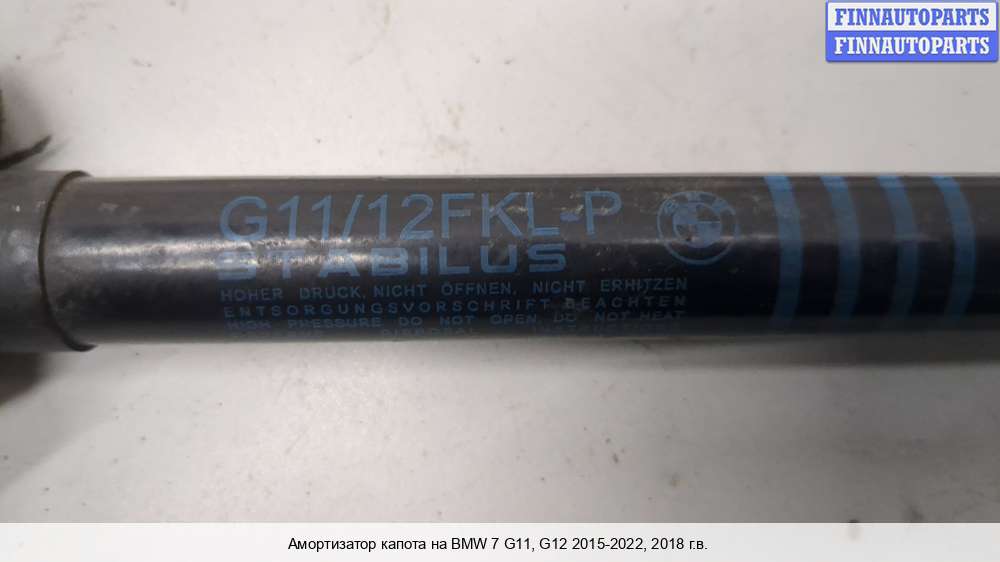 FINNAUTOPARTS
FINNAUTOPARTS
G11/12FKL-P
STABILUS
HOHER DRUCK, NICHT ÖFFNEN, NICHT ERHITZEN
ENTSORGUNGSVORSCHRIFT BEACHTEN
HIGH PRESSURE DO NOT OPEN, DO NOT HEAT
Амортизатор капота на BMW 7 G11, G12 2015-2022, 2018 г.в.